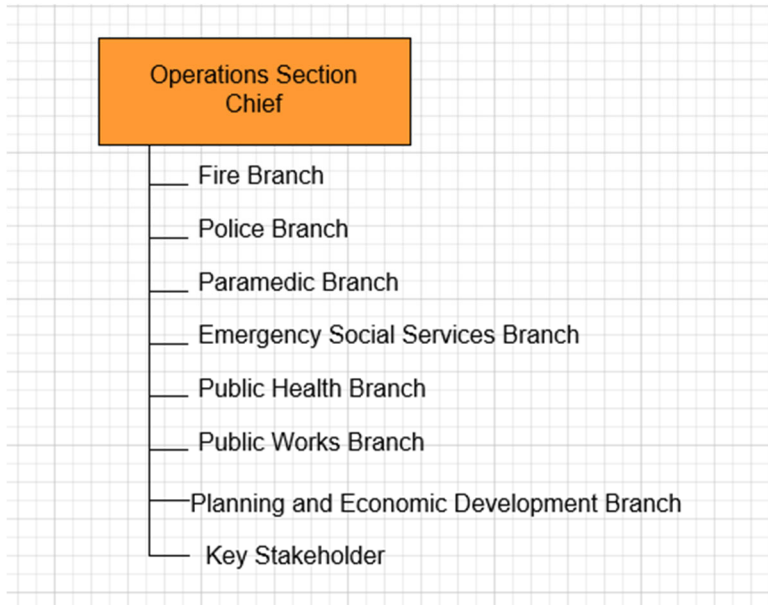 Operations Section
Chief
Fire Branch
Police Branch
Paramedic Branch
Emergency Social Services Branch
Public Health Branch
Public Works Branch
Planning and Economic Development Branch
Key Stakeholder